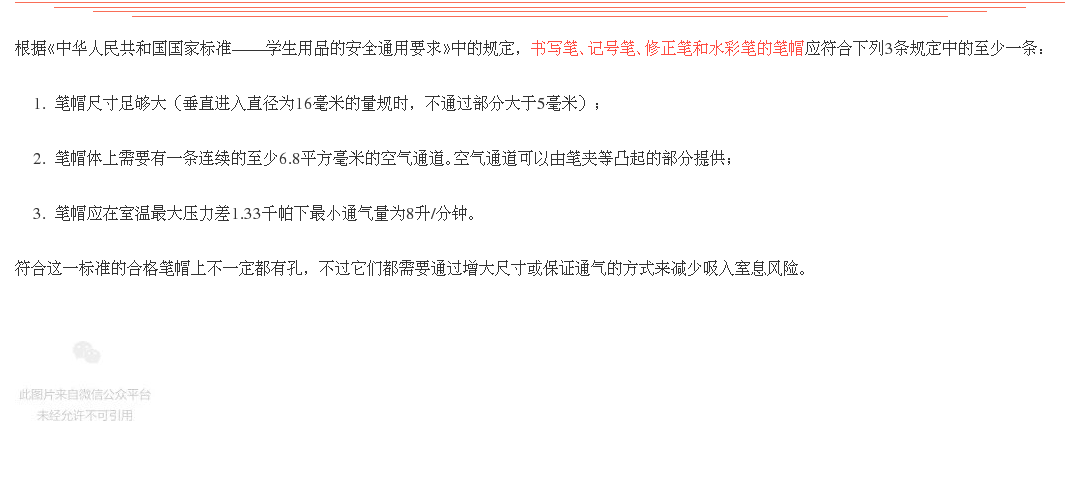 根据《中华人民共和国国家标准——学生用品的安全通用要求》中的规定，书写笔、记号笔、修正笔和水彩笔的笔帽应符合下列3条规定中的至少一条：
1. 笔帽尺寸足够大（垂直进入直径为16毫米的量规时，不通过部分大于5毫米）；
2. 笔帽体上需要有一条连续的至少6.8平方毫米的空气通道。空气通道可以由笔夹等凸起的部分提供；
3. 笔帽应在室温最大压力差1.33千帕下最小通气量为8升/分钟。
符合这一标准的合格笔帽上不一定都有孔，不过它们都需要通过增大尺寸或保证通气的方式来减少吸入窒息风险。
此图片来自微信公众平台
未经允许不可引用